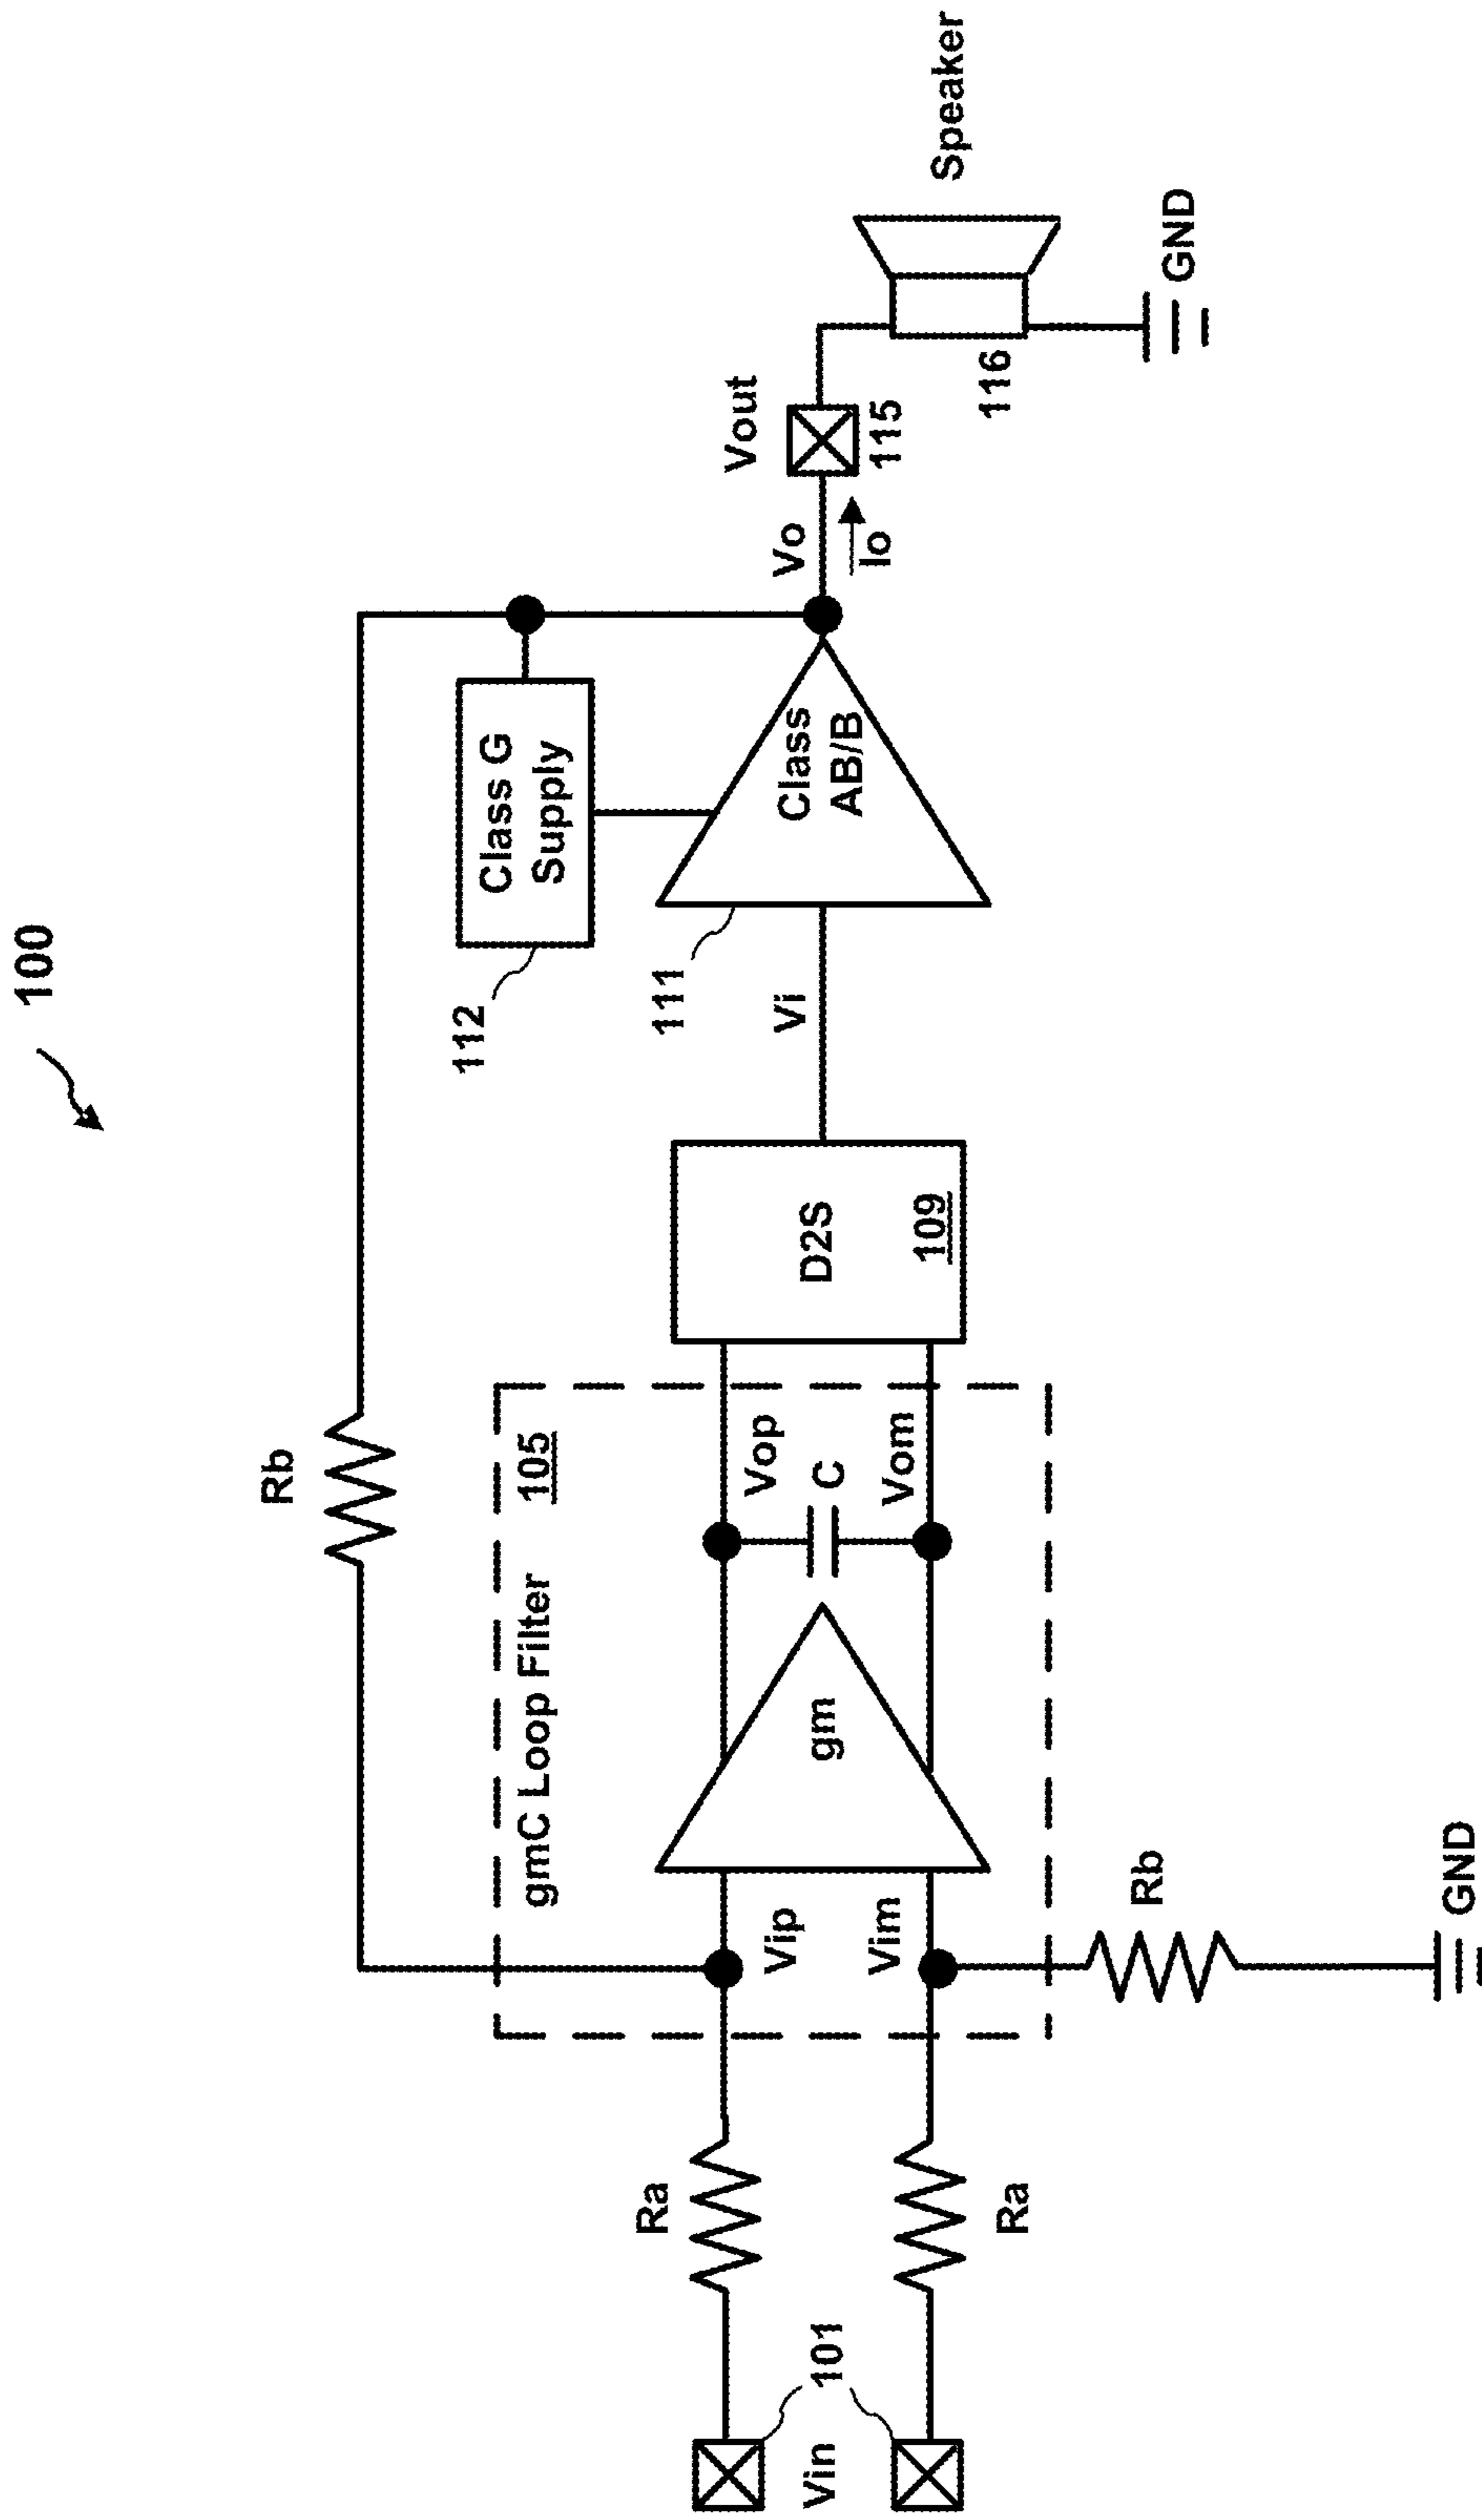 100
Rb
Class G
Supply
112
gmC Loop Filter
105
Vout
Vo
Io
115
Speaker
116
GND
Class
AB/B
111
Vi
D2S
109
Vop
C
Vom
gm
Vip
Vim
Ra
Ra
Vin
101
Rb
GND